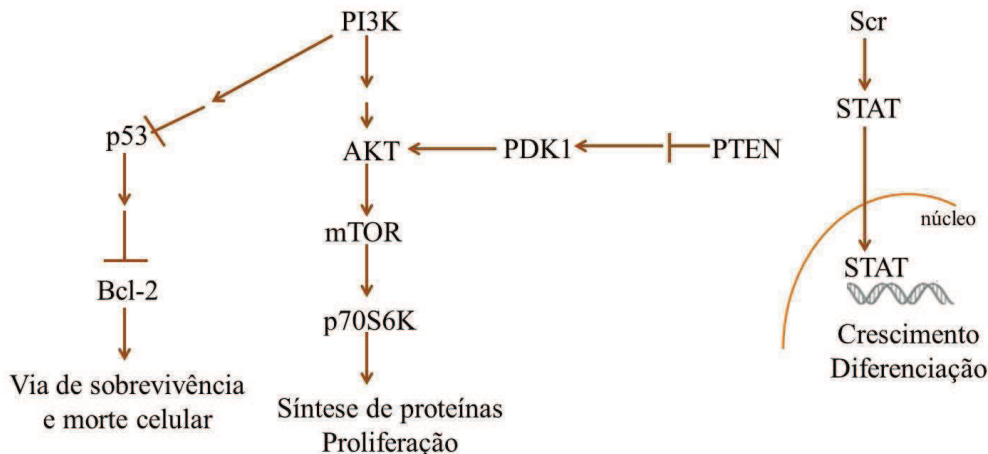 PI3K
Scr
p53
AKT
PDK1
PTEN
STAT
mTOR
núcleo
Bcl-2
STAT
p70S6K
Crescimento
Diferenciação
Via de sobrevivência
e morte celular
Síntese de proteínas
Proliferação